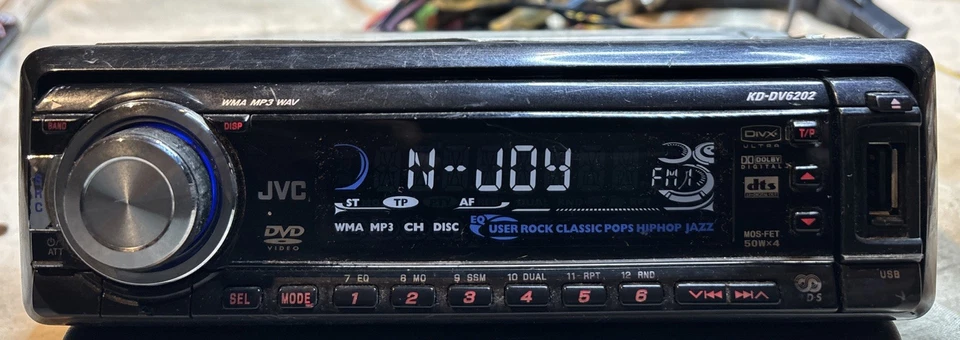 WMA MP3 WAV
KD-DV6202
BAND
DISP
T/P
DivX
ULTRA
DOLBY
DIGITAL
dts
MOS-FET
50W×4
USB
JVC
DVD
VIDEO
N--JOY
FM
ST TP AF
WMA MP3 CH DISC EQ USER ROCK CLASSIC POPS HIPHOP JAZZ
ATT
7 EQ 8 MO 9 SSM 10 DUAL 11 RPT 12 RND
SEL MODE 1 2 3 4 5 6